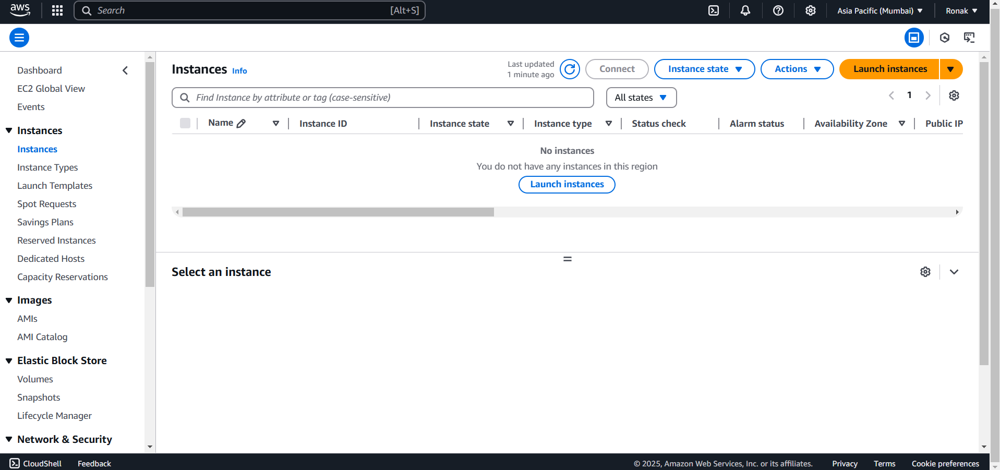 aws
Search [Alt+S]
Asia Pacific (Mumbai) Ronak
Dashboard
EC2 Global View
Events
Instances
Instances
Instance Types
Launch Templates
Spot Requests
Savings Plans
Reserved Instances
Dedicated Hosts
Capacity Reservations
Images
AMIs
AMI Catalog
Elastic Block Store
Volumes
Snapshots
Lifecycle Manager
Network & Security
Instances Info
Last updated
1 minute ago
Connect Instance state Actions Launch instances
Find Instance by attribute or tag (case-sensitive) All states 1
Name Instance ID Instance state Instance type Status check Alarm status Availability Zone Public IP
No instances
You do not have any instances in this region
Launch instances
Select an instance
CloudShell Feedback © 2025, Amazon Web Services, Inc. or its affiliates. Privacy Terms Cookie preferences